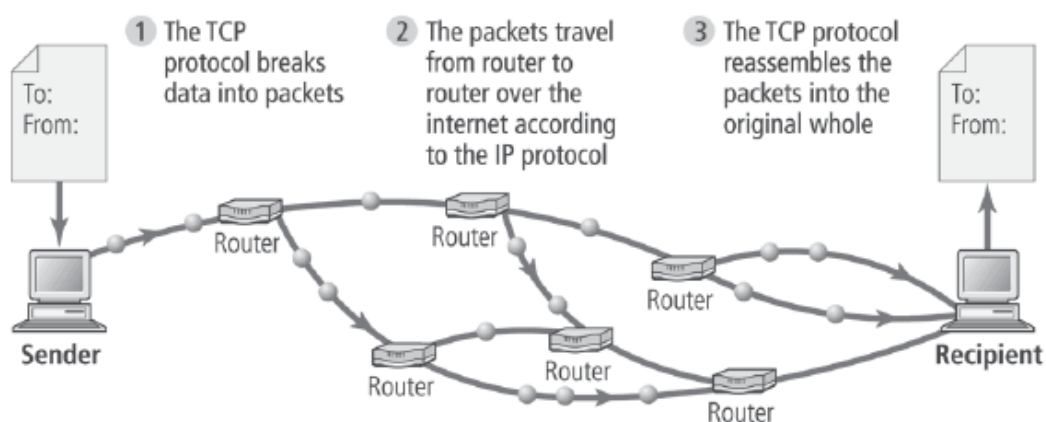 1 The TCP
protocol breaks
data into packets
2 The packets travel
from router to
router over the
internet according
to the IP protocol
3 The TCP protocol
reassembles the
packets into the
original whole
To:
From:
To:
From:
Router
Router
Router
Router
Router
Router
Sender
Recipient